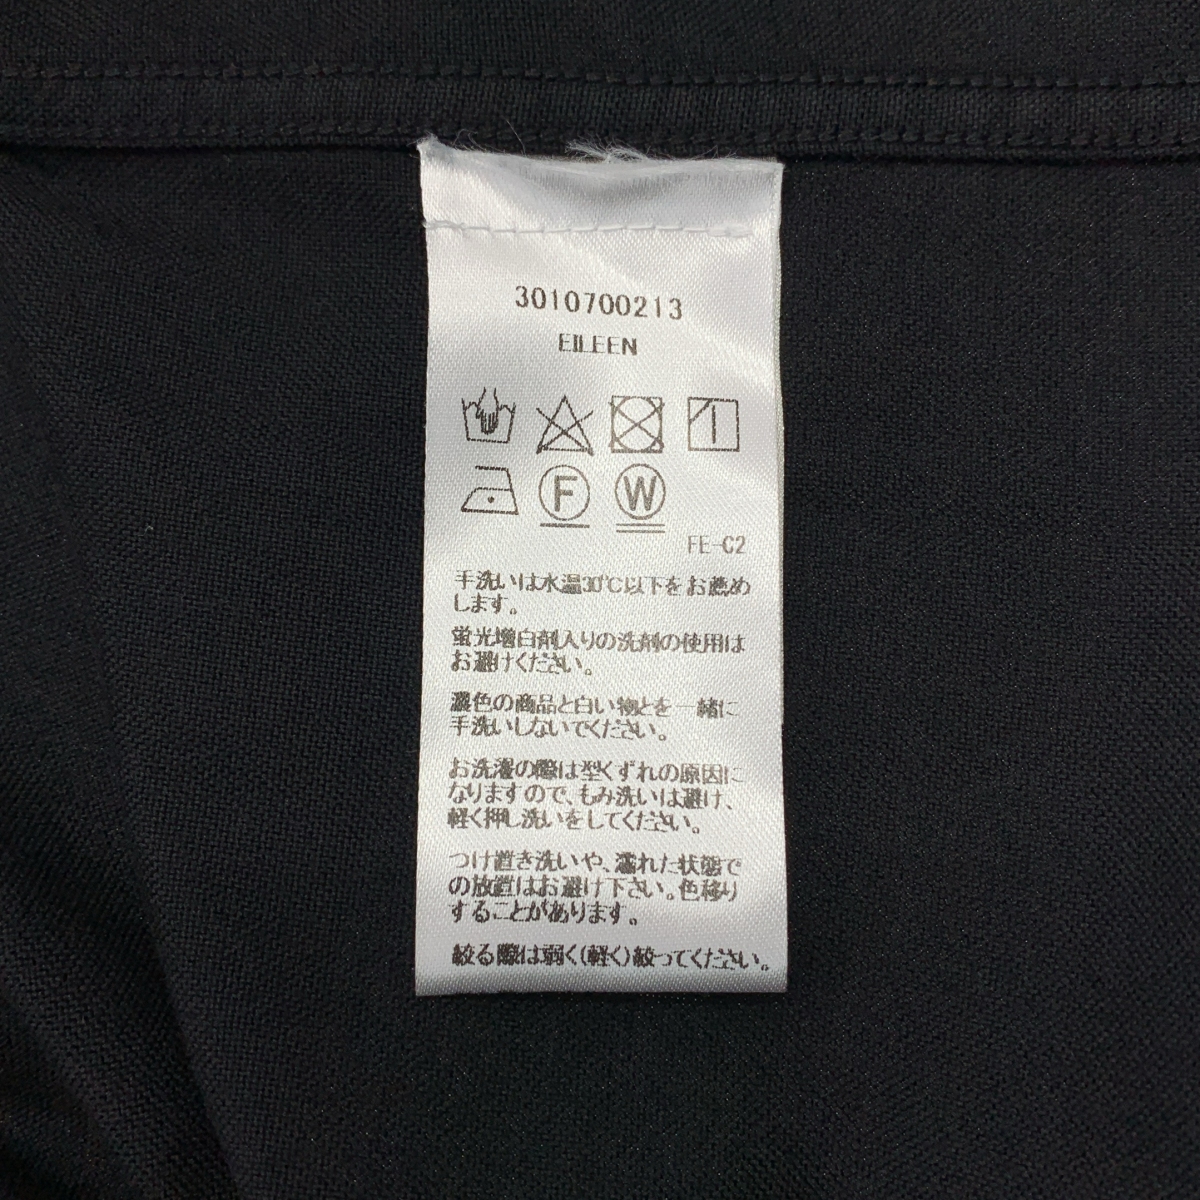 3010700213
EILEEN
F W
FE-C2
手洗いは水温30℃以下をお薦め
します。
蛍光増白剤入りの洗剤の使用は
お避けください。
濃色の商品と白い物とを一緒に
手洗いしないでください。
お洗濯の際は型くずれの原因に
なりますので、もみ洗いは避け、
軽く押し洗いをしてください。
つけ置き洗いや、濡れた状態で
の放置はお避け下さい。色移り
することがあります。
絞る際は弱く(軽く)絞ってください。